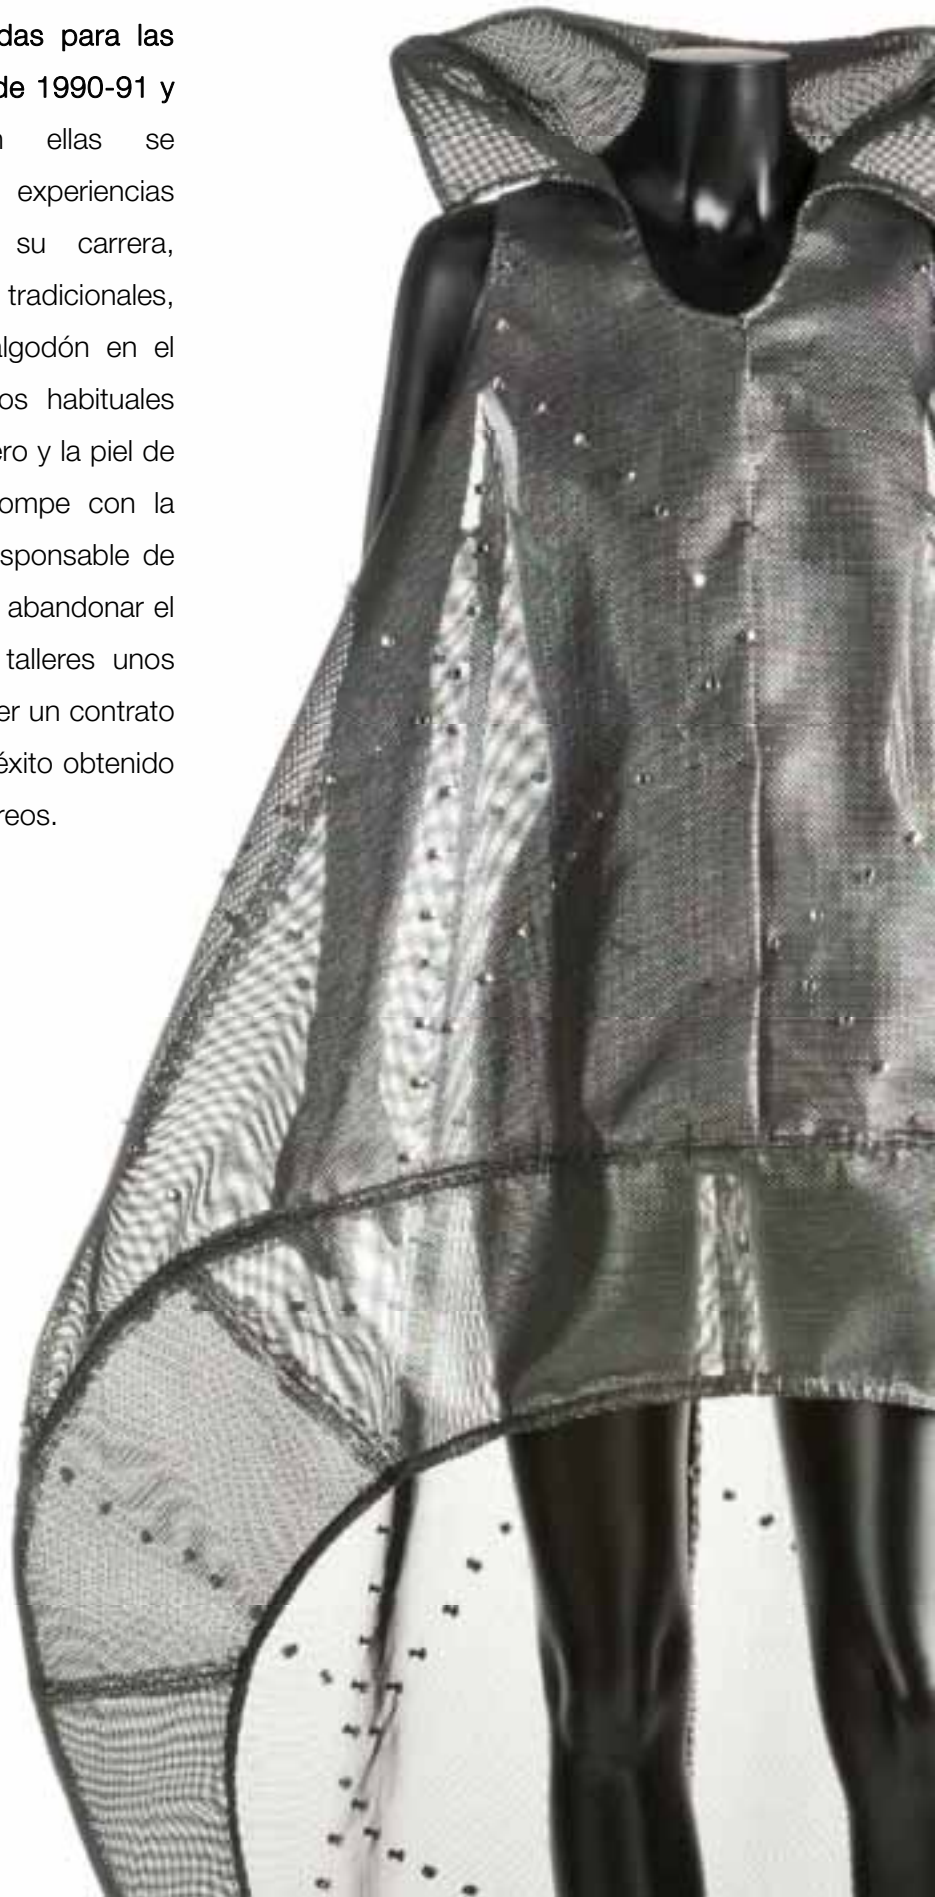 das para las
de 1990-91 y
n ellas se
experiencias
su carrera,
tradicionales,
algodón en el
os habituales
ero y la piel de
ompe con la
sponsable de
abandonar el
talleres unos
er un contrato
éxito obtenido
reos.